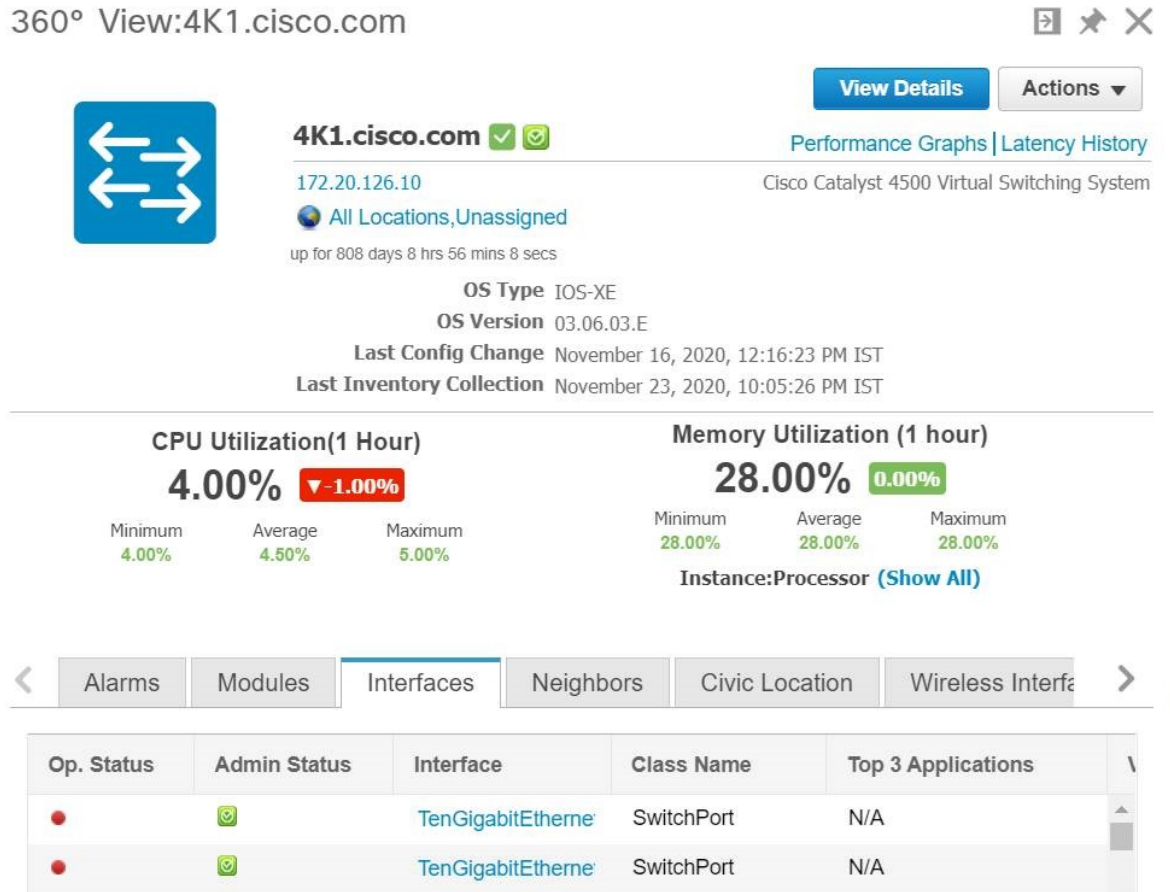 360° View:4K1.cisco.com
View Details
Actions
4K1.cisco.com
Performance Graphs | Latency History
172.20.126.10
Cisco Catalyst 4500 Virtual Switching System
All Locations,Unassigned
up for 808 days 8 hrs 56 mins 8 secs
OS Type IOS-XE
OS Version 03.06.03.E
Last Config Change November 16, 2020, 12:16:23 PM IST
Last Inventory Collection November 23, 2020, 10:05:26 PM IST
CPU Utilization(1 Hour)
4.00% ▼-1.00%
Minimum Average Maximum
4.00% 4.50% 5.00%
Memory Utilization (1 hour)
28.00% 0.00%
Minimum Average Maximum
28.00% 28.00% 28.00%
Instance:Processor (Show All)
Alarms Modules Interfaces Neighbors Civic Location Wireless Interfa
Op. Status Admin Status Interface Class Name Top 3 Applications
TenGigabitEtherne SwitchPort N/A
TenGigabitEtherne SwitchPort N/A